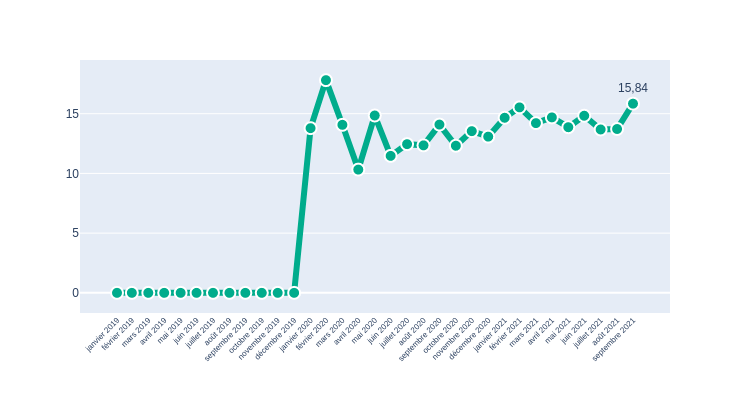 15,84
15
10
5
0
janvier 2019
février 2019
mars 2019
avril 2019
mai 2019
juin 2019
juillet 2019
août 2019
septembre 2019
octobre 2019
novembre 2019
décembre 2019
janvier 2020
février 2020
mars 2020
avril 2020
mai 2020
juin 2020
juillet 2020
août 2020
septembre 2020
octobre 2020
novembre 2020
décembre 2020
janvier 2021
février 2021
mars 2021
avril 2021
mai 2021
juin 2021
juillet 2021
août 2021
septembre 2021